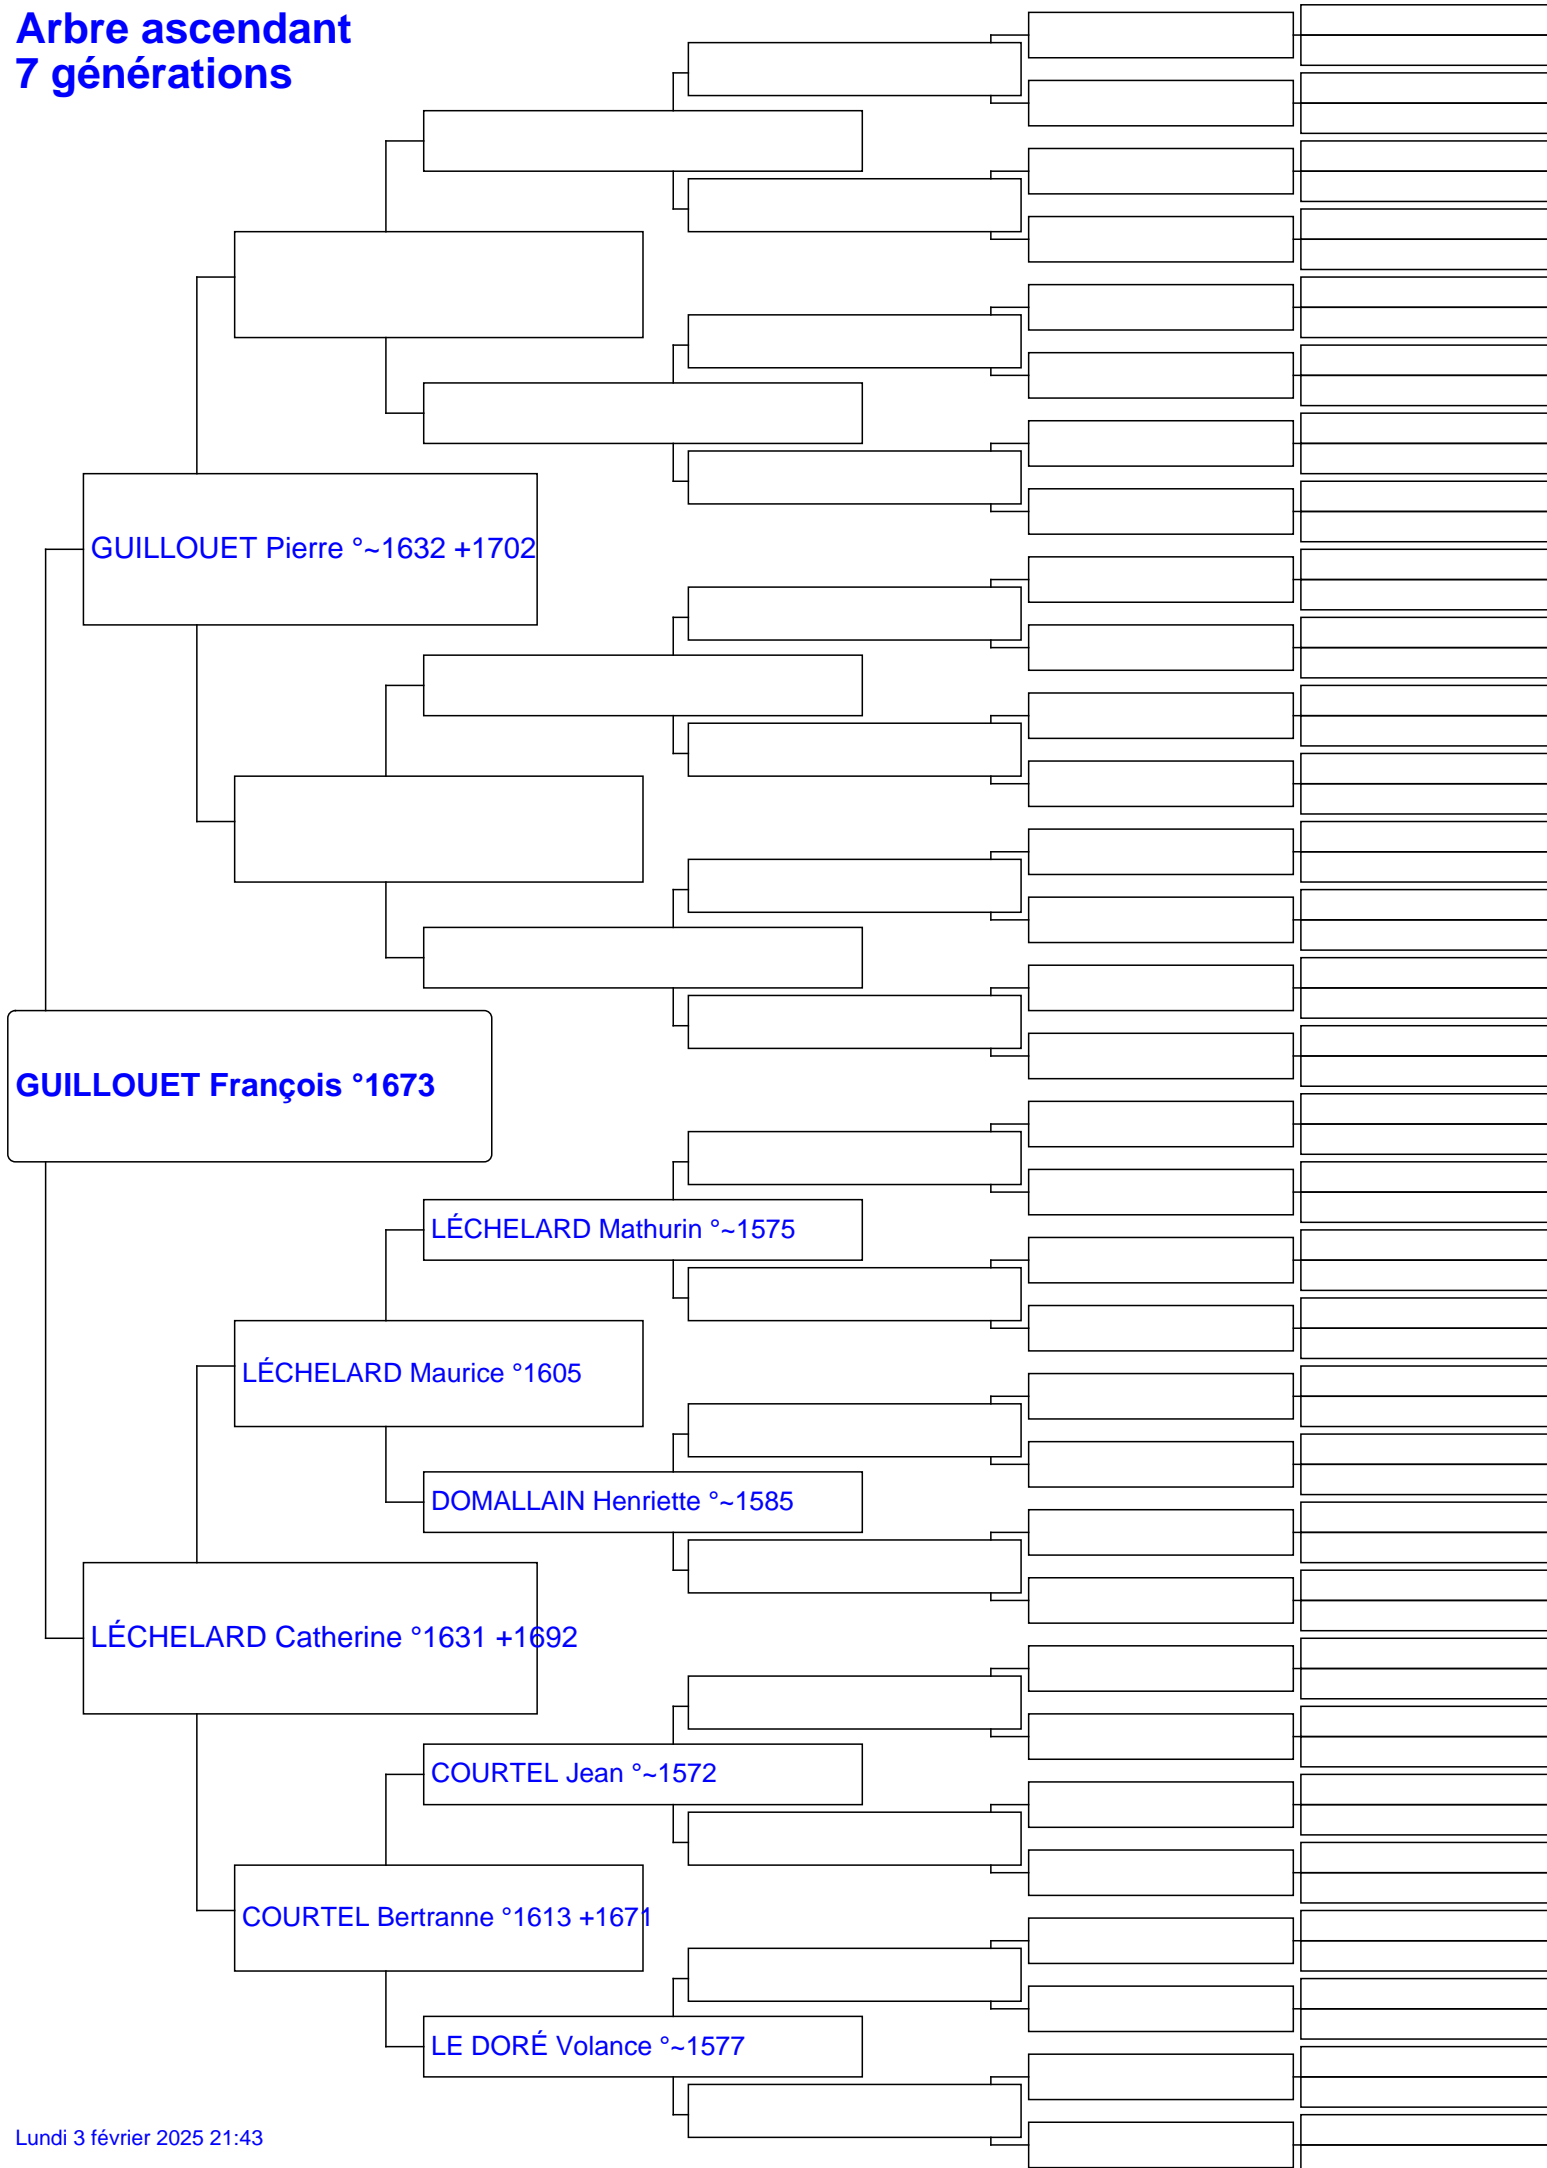 Arbre ascendant
7 générations
GUILLOUET Pierre °~1632 +1702
GUILLOUET François °1673
LÉCHELARD Mathurin °~1575
LÉCHELARD Maurice °1605
DOMALLAIN Henriette °~1585
LÉCHELARD Catherine °1631 +1692
COURTEL Jean °~1572
COURTEL Bertranne °1613 +1671
LE DORÉ Volance °~1577
Lundi 3 février 2025 21:43